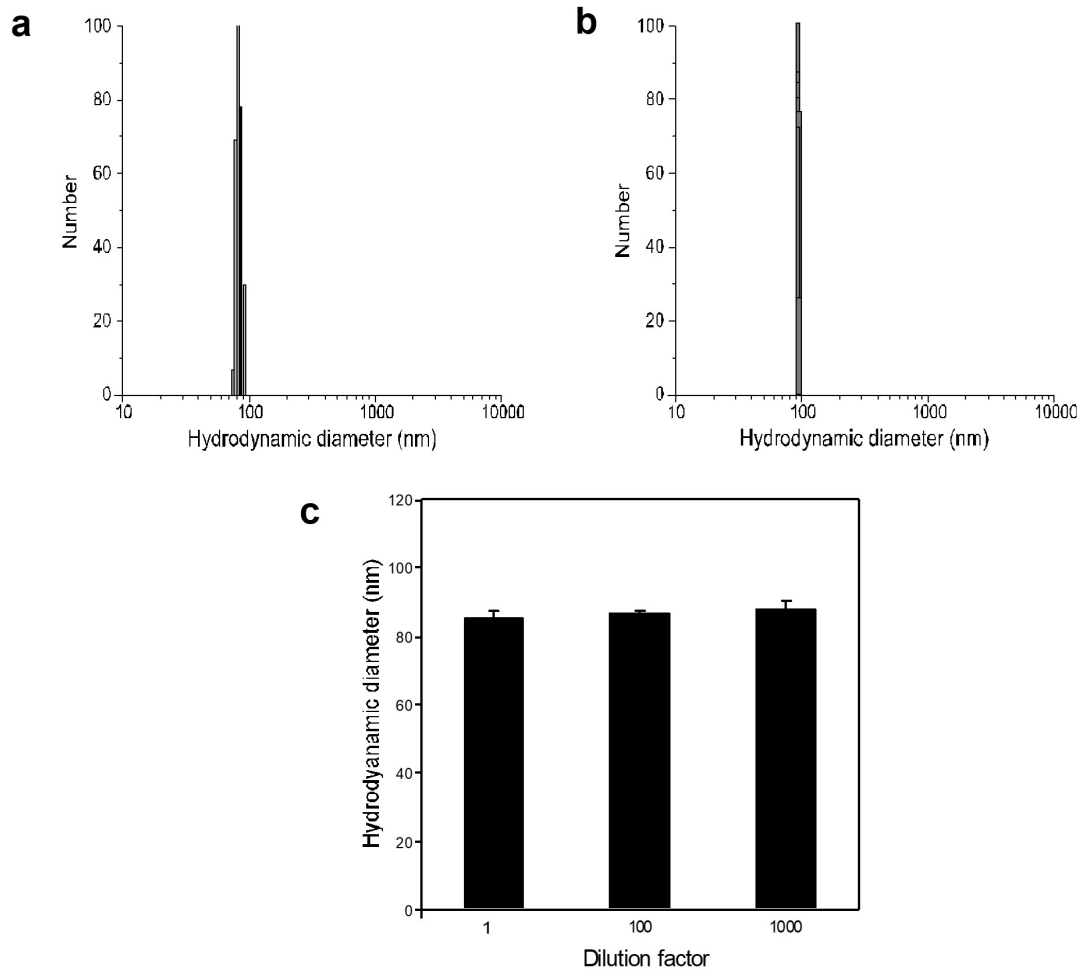 a
100
80
60
40
20
0
Number
10 100 1000 10000
Hydrodynamic diameter (nm)
b
100
80
60
40
20
0
Number
10 100 1000 10000
Hydrodynamic diameter (nm)
c
120
100
80
60
40
20
0
Hydrodyanamic diameter (nm)
1 100 1000
Dilution factor